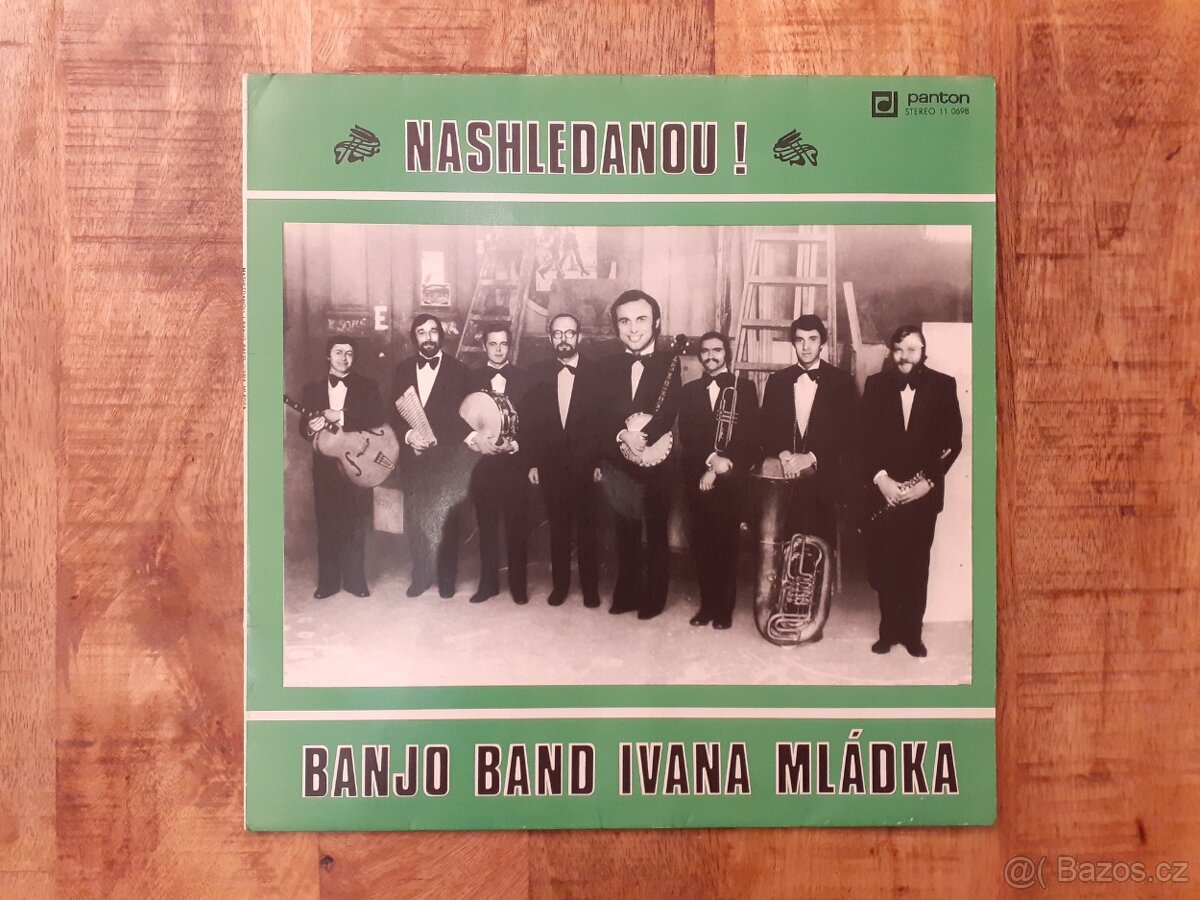 panton
STEREO 11 0698
NASHLEDANOU!
E
BANJO BAND IVANA MLÁDKA
@( Bazos.cz